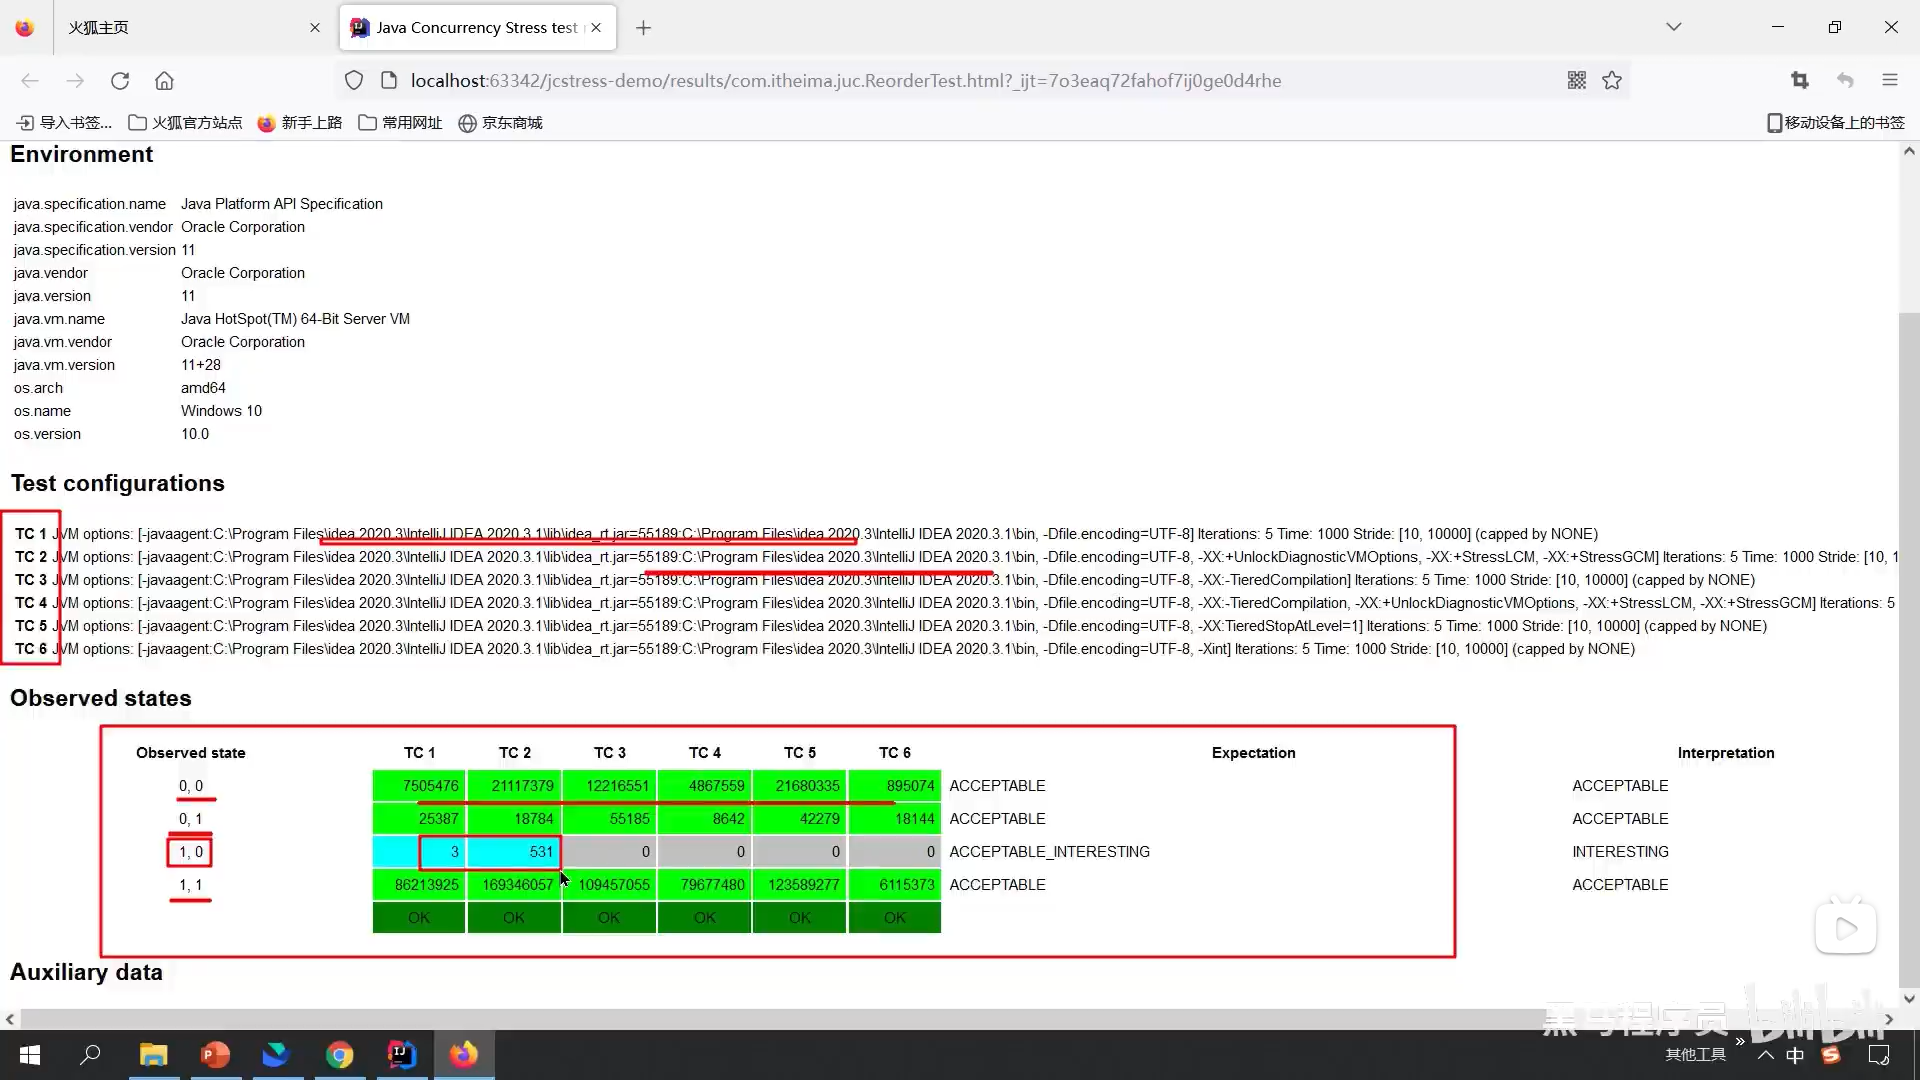 火狐主页
Java Concurrency Stress test
localhost:63342/jcstress-demo/results/com.itheima.juc.ReorderTest.html?_ijt=7o3eaq72fahof7ij0ge0d4rhe
导入书签... 火狐官方站点 新手上路 常用网址 京东商城 移动设备上的书签
Environment
java.specification.name Java Platform API Specification
java.specification.vendor Oracle Corporation
java.specification.version 11
java.vendor Oracle Corporation
java.version 11
java.vm.name Java HotSpot(TM) 64-Bit Server VM
java.vm.vendor Oracle Corporation
java.vm.version 11+28
os.arch amd64
os.name Windows 10
os.version 10.0
Test configurations
TC 1 JVM options: [-javaagent:C:\Program Files\idea 2020.3\IntelliJ IDEA 2020.3.1\lib\idea_rt.jar=55189:C:\Program Files\idea 2020.3\IntelliJ IDEA 2020.3.1\bin, -Dfile.encoding=UTF-8] Iterations: 5 Time: 1000 Stride: [10, 10000] (capped by NONE)
TC 2 JVM options: [-javaagent:C:\Program Files\idea 2020.3\IntelliJ IDEA 2020.3.1\lib\idea_rt.jar=55189:C:\Program Files\idea 2020.3\IntelliJ IDEA 2020.3.1\bin, -Dfile.encoding=UTF-8, -XX:+UnlockDiagnosticVMOptions, -XX:+StressLCM, -XX:+StressGCM] Iterations: 5 Time: 1000 Stride: [10, 1
TC 3 JVM options: [-javaagent:C:\Program Files\idea 2020.3\IntelliJ IDEA 2020.3.1\lib\idea_rt.jar=55189:C:\Program Files\idea 2020.3\IntelliJ IDEA 2020.3.1\bin, -Dfile.encoding=UTF-8, -XX:-TieredCompilation] Iterations: 5 Time: 1000 Stride: [10, 10000] (capped by NONE)
TC 4 JVM options: [-javaagent:C:\Program Files\idea 2020.3\IntelliJ IDEA 2020.3.1\lib\idea_rt.jar=55189:C:\Program Files\idea 2020.3\IntelliJ IDEA 2020.3.1\bin, -Dfile.encoding=UTF-8, -XX:-TieredCompilation, -XX:+UnlockDiagnosticVMOptions, -XX:+StressLCM, -XX:+StressGCM] Iterations: 5
TC 5 JVM options: [-javaagent:C:\Program Files\idea 2020.3\IntelliJ IDEA 2020.3.1\lib\idea_rt.jar=55189:C:\Program Files\idea 2020.3\IntelliJ IDEA 2020.3.1\bin, -Dfile.encoding=UTF-8, -XX:TieredStopAtLevel=1] Iterations: 5 Time: 1000 Stride: [10, 10000] (capped by NONE)
TC 6 JVM options: [-javaagent:C:\Program Files\idea 2020.3\IntelliJ IDEA 2020.3.1\lib\idea_rt.jar=55189:C:\Program Files\idea 2020.3\IntelliJ IDEA 2020.3.1\bin, -Dfile.encoding=UTF-8, -Xint] Iterations: 5 Time: 1000 Stride: [10, 10000] (capped by NONE)
Observed states
Observed state TC 1 TC 2 TC 3 TC 4 TC 5 TC 6 Expectation Interpretation
0, 0 7505476 21117379 12216551 4867559 21680335 895074 ACCEPTABLE ACCEPTABLE
0, 1 25387 18784 55185 8642 42279 18144 ACCEPTABLE ACCEPTABLE
1, 0 3 531 0 0 0 0 ACCEPTABLE_INTERESTING INTERESTING
1, 1 86213925 169346057 109457055 79677480 123589277 6115373 ACCEPTABLE ACCEPTABLE
OK OK OK OK OK OK
Auxiliary data
黑马程序员 bilibili
其他工具 » 中